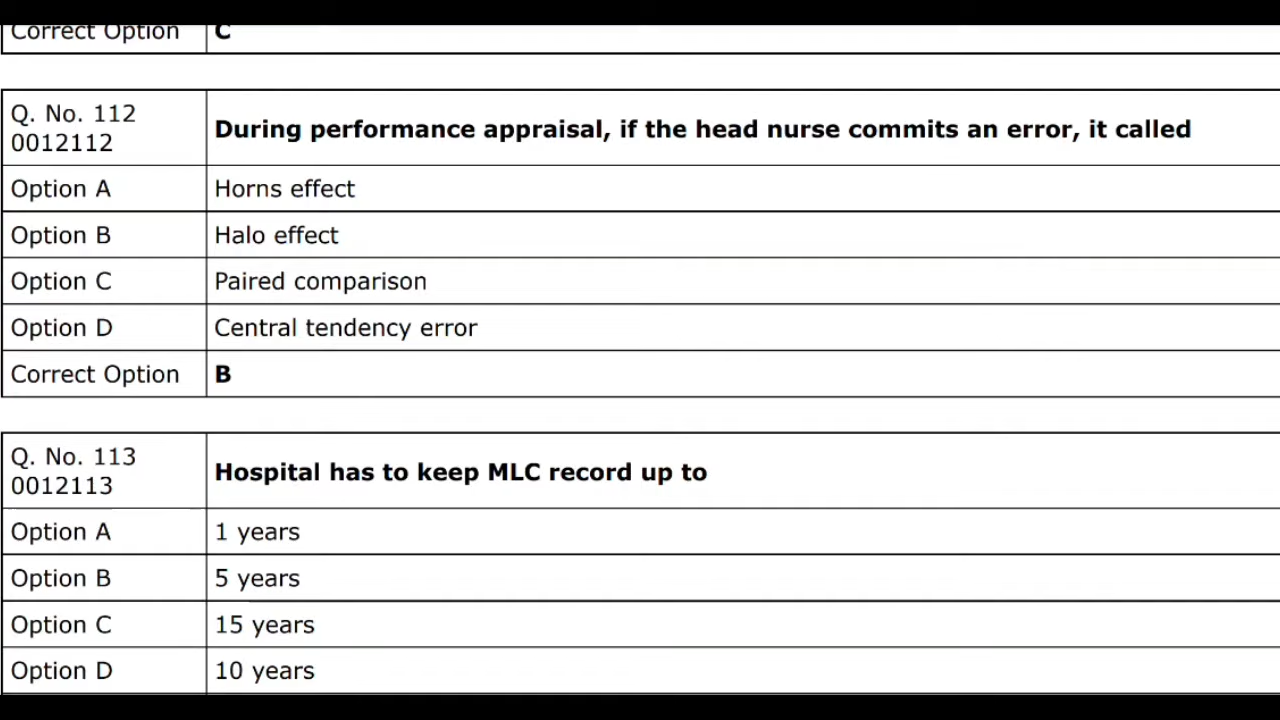 Correct Option C
Q. No. 112
0012112
During performance appraisal, if the head nurse commits an error, it called
Option A Horns effect
Option B Halo effect
Option C Paired comparison
Option D Central tendency error
Correct Option B
Q. No. 113
0012113
Hospital has to keep MLC record up to
Option A 1 years
Option B 5 years
Option C 15 years
Option D 10 years